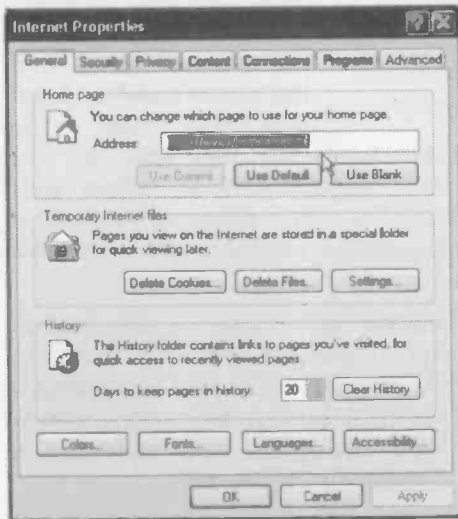 Internet Properties
General Security Privacy Content Connections Programs Advanced
Home page
You can change which page to use for your home page.
Address:
Use Current Use Default Use Blank
Temporary Internet files
Pages you view on the Internet are stored in a special folder
for quick viewing later.
Delete Cookies... Delete Files... Settings...
History
The History folder contains links to pages you've visited, for
quick access to recently viewed pages.
Days to keep pages in history: 20 Clear History
Colors... Fonts... Languages... Accessibility...
OK Cancel Apply